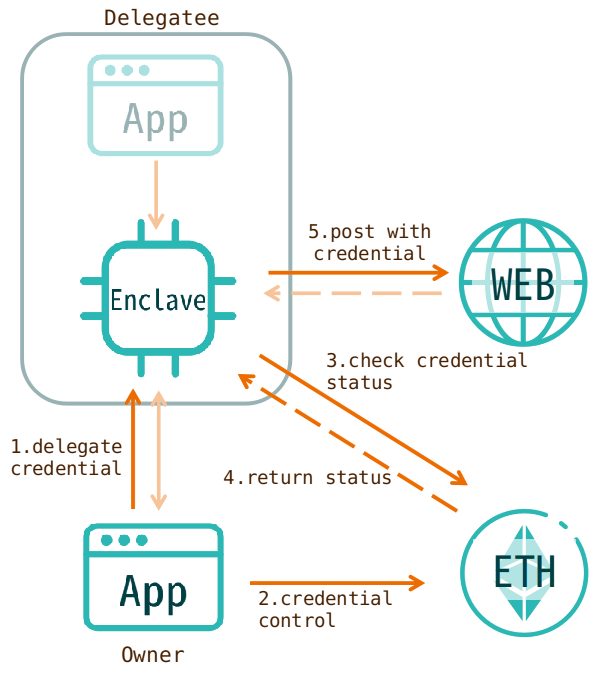 Delegatee
App
Enclave
5.post with
credential
WEB
3.check credential
status
1.delegate
credential
4.return status
App
ETH
2.credential
control
Owner